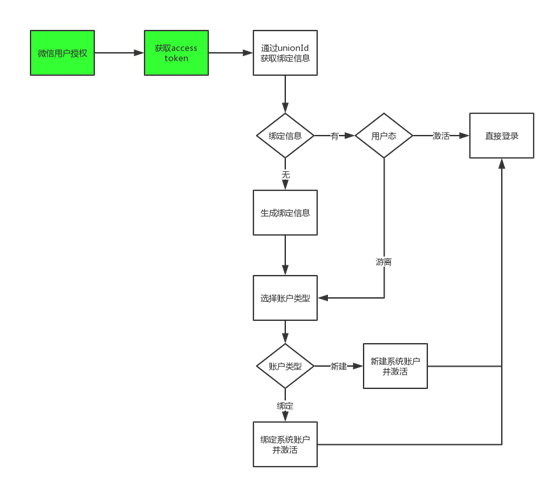 微信用户授权
获取access
token
通过unionId
获取绑定信息
绑定信息
有
用户态
激活
直接登录
无
生成绑定信息
游离
选择账户类型
账户类型
新建
新建系统账户
并激活
绑定
绑定系统账户
并激活